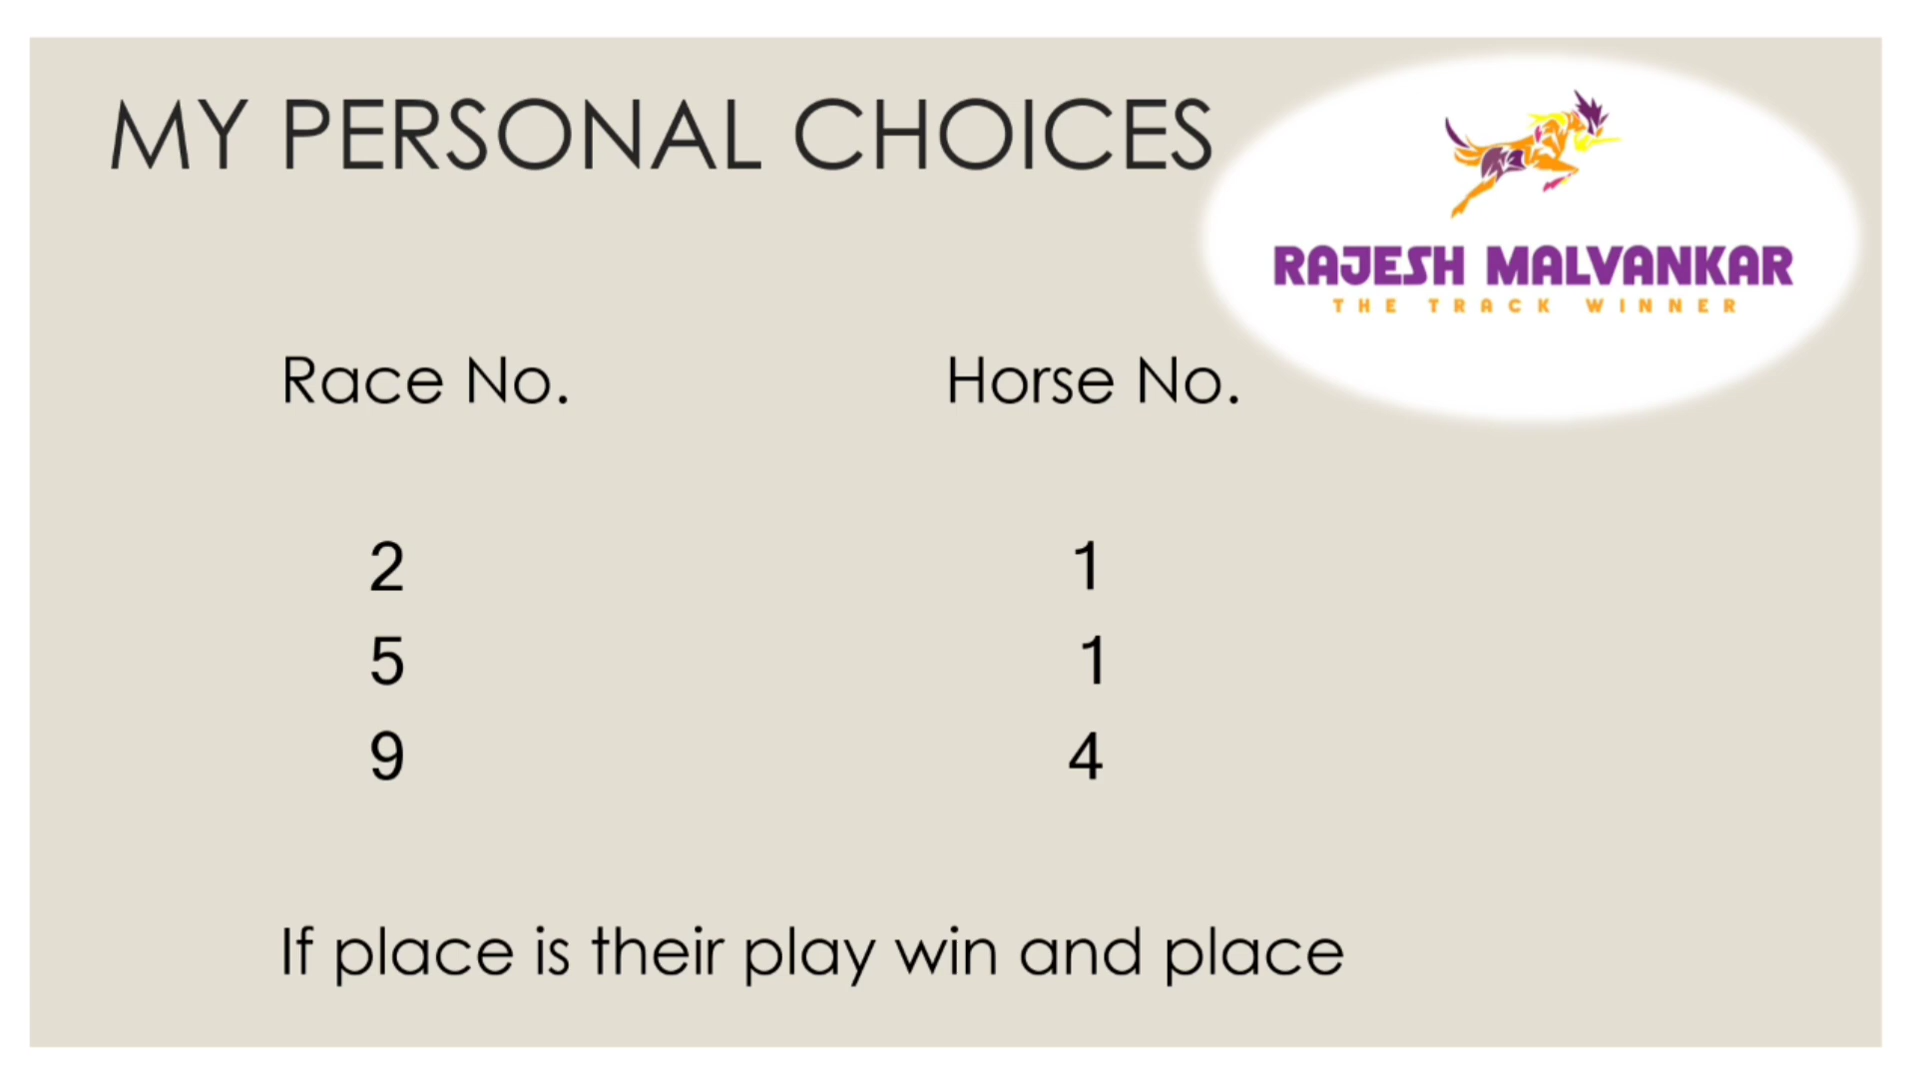 MY PERSONAL CHOICES
RAJESH MALVANKAR
THE TRACK WINNER
Race No. Horse No.
2 1
5 1
9 4
If place is their play win and place